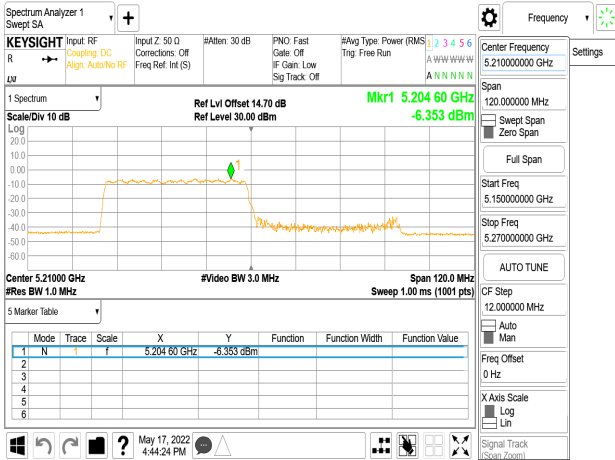 Spectrum Analyzer 1
Swept SA
Frequency
KEYSIGHT
R
LXI
Input: RF
Coupling: DC
Align: Auto/No RF
Input Z: 50 Ω
Corrections: Off
Freq Ref: Int (S)
#Atten: 30 dB
PNO: Fast
Gate: Off
IF Gain: Low
Sig Track: Off
#Avg Type: Power (RMS
Trig: Free Run
1 2 3 4 5 6
A W W W W W
A N N N N N
Center Frequency
5.210000000 GHz
Settings
Span
120.000000 MHz
Swept Span
Zero Span
Full Span
Start Freq
5.150000000 GHz
Stop Freq
5.270000000 GHz
AUTO TUNE
CF Step
12.000000 MHz
Auto
Man
Freq Offset
0 Hz
X Axis Scale
Log
Lin
Signal Track
(Span Zoom)
1 Spectrum
Scale/Div 10 dB
Log
Ref Lvl Offset 14.70 dB
Ref Level 30.00 dBm
Mkr1 5.204 60 GHz
-6.353 dBm
20.0
10.0
0.00
-10.0
-20.0
-30.0
-40.0
-50.0
-60.0
1
Center 5.21000 GHz
#Video BW 3.0 MHz
Span 120.0 MHz
#Res BW 1.0 MHz
Sweep 1.00 ms (1001 pts)
5 Marker Table
Mode Trace Scale X Y Function Function Width Function Value
1 N 1 f 5.204 60 GHz -6.353 dBm
2
3
4
5
6
?
May 17, 2022
4:44:24 PM